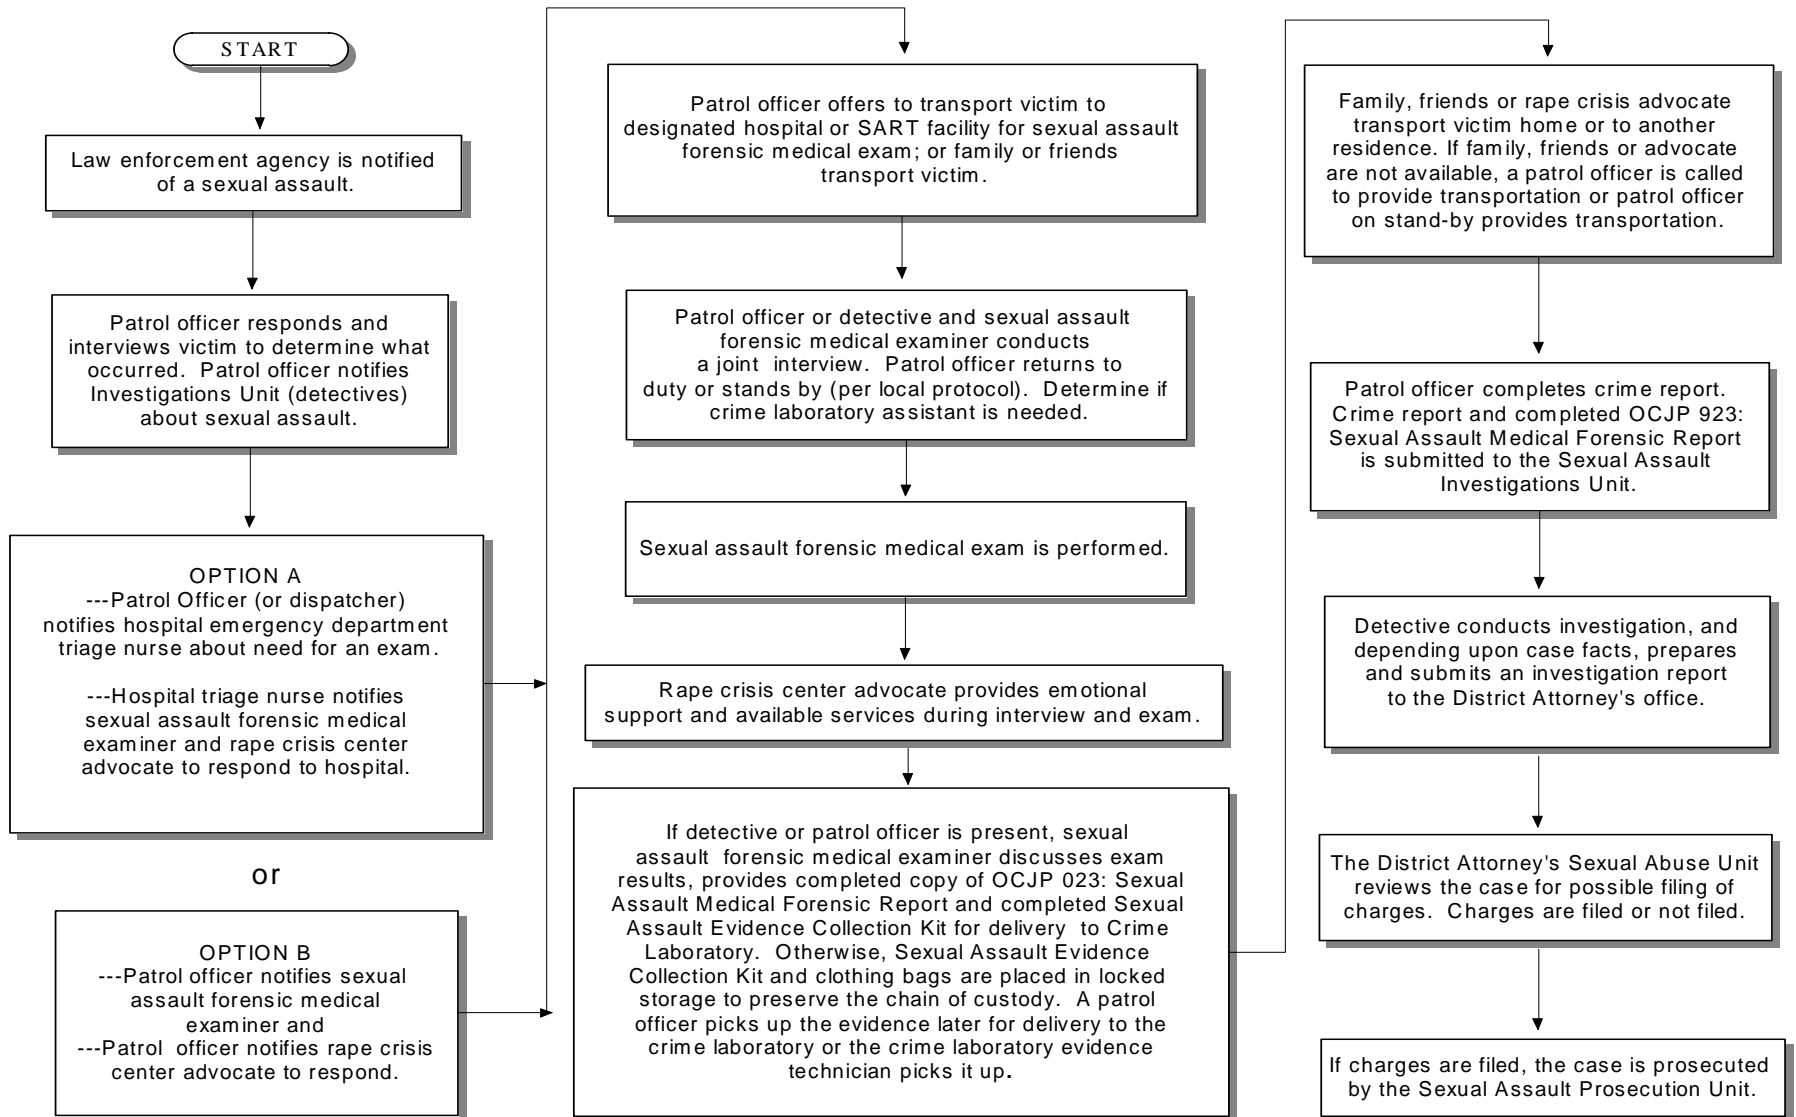 START
Law enforcement agency is notified
of a sexual assault.
Patrol officer responds and
interviews victim to determine what
occurred. Patrol officer notifies
Investigations Unit (detectives)
about sexual assault.
OPTION A
---Patrol Officer (or dispatcher)
notifies hospital emergency department
triage nurse about need for an exam.
---Hospital triage nurse notifies
sexual assault forensic medical
examiner and rape crisis center
advocate to respond to hospital.
or
OPTION B
---Patrol officer notifies sexual
assault forensic medical
examiner and
---Patrol officer notifies rape crisis
center advocate to respond.
Patrol officer offers to transport victim to
designated hospital or SART facility for sexual assault
forensic medical exam; or family or friends
transport victim.
Patrol officer or detective and sexual assault
forensic medical examiner conducts
a joint interview. Patrol officer returns to
duty or stands by (per local protocol). Determine if
crime laboratory assistant is needed.
Sexual assault forensic medical exam is performed.
Rape crisis center advocate provides emotional
support and available services during interview and exam.
If detective or patrol officer is present, sexual
assault forensic medical examiner discusses exam
results, provides completed copy of OCJP 023: Sexual
Assault Medical Forensic Report and completed Sexual
Assault Evidence Collection Kit for delivery to Crime
Laboratory. Otherwise, Sexual Assault Evidence
Collection Kit and clothing bags are placed in locked
storage to preserve the chain of custody. A patrol
officer picks up the evidence later for delivery to the
crime laboratory or the crime laboratory evidence
technician picks it up.
Family, friends or rape crisis advocate
transport victim home or to another
residence. If family, friends or advocate
are not available, a patrol officer is called
to provide transportation or patrol officer
on stand-by provides transportation.
Patrol officer completes crime report.
Crime report and completed OCJP 923:
Sexual Assault Medical Forensic Report
is submitted to the Sexual Assault
Investigations Unit.
Detective conducts investigation, and
depending upon case facts, prepares
and submits an investigation report
to the District Attorney's office.
The District Attorney's Sexual Abuse Unit
reviews the case for possible filing of
charges. Charges are filed or not filed.
If charges are filed, the case is prosecuted
by the Sexual Assault Prosecution Unit.